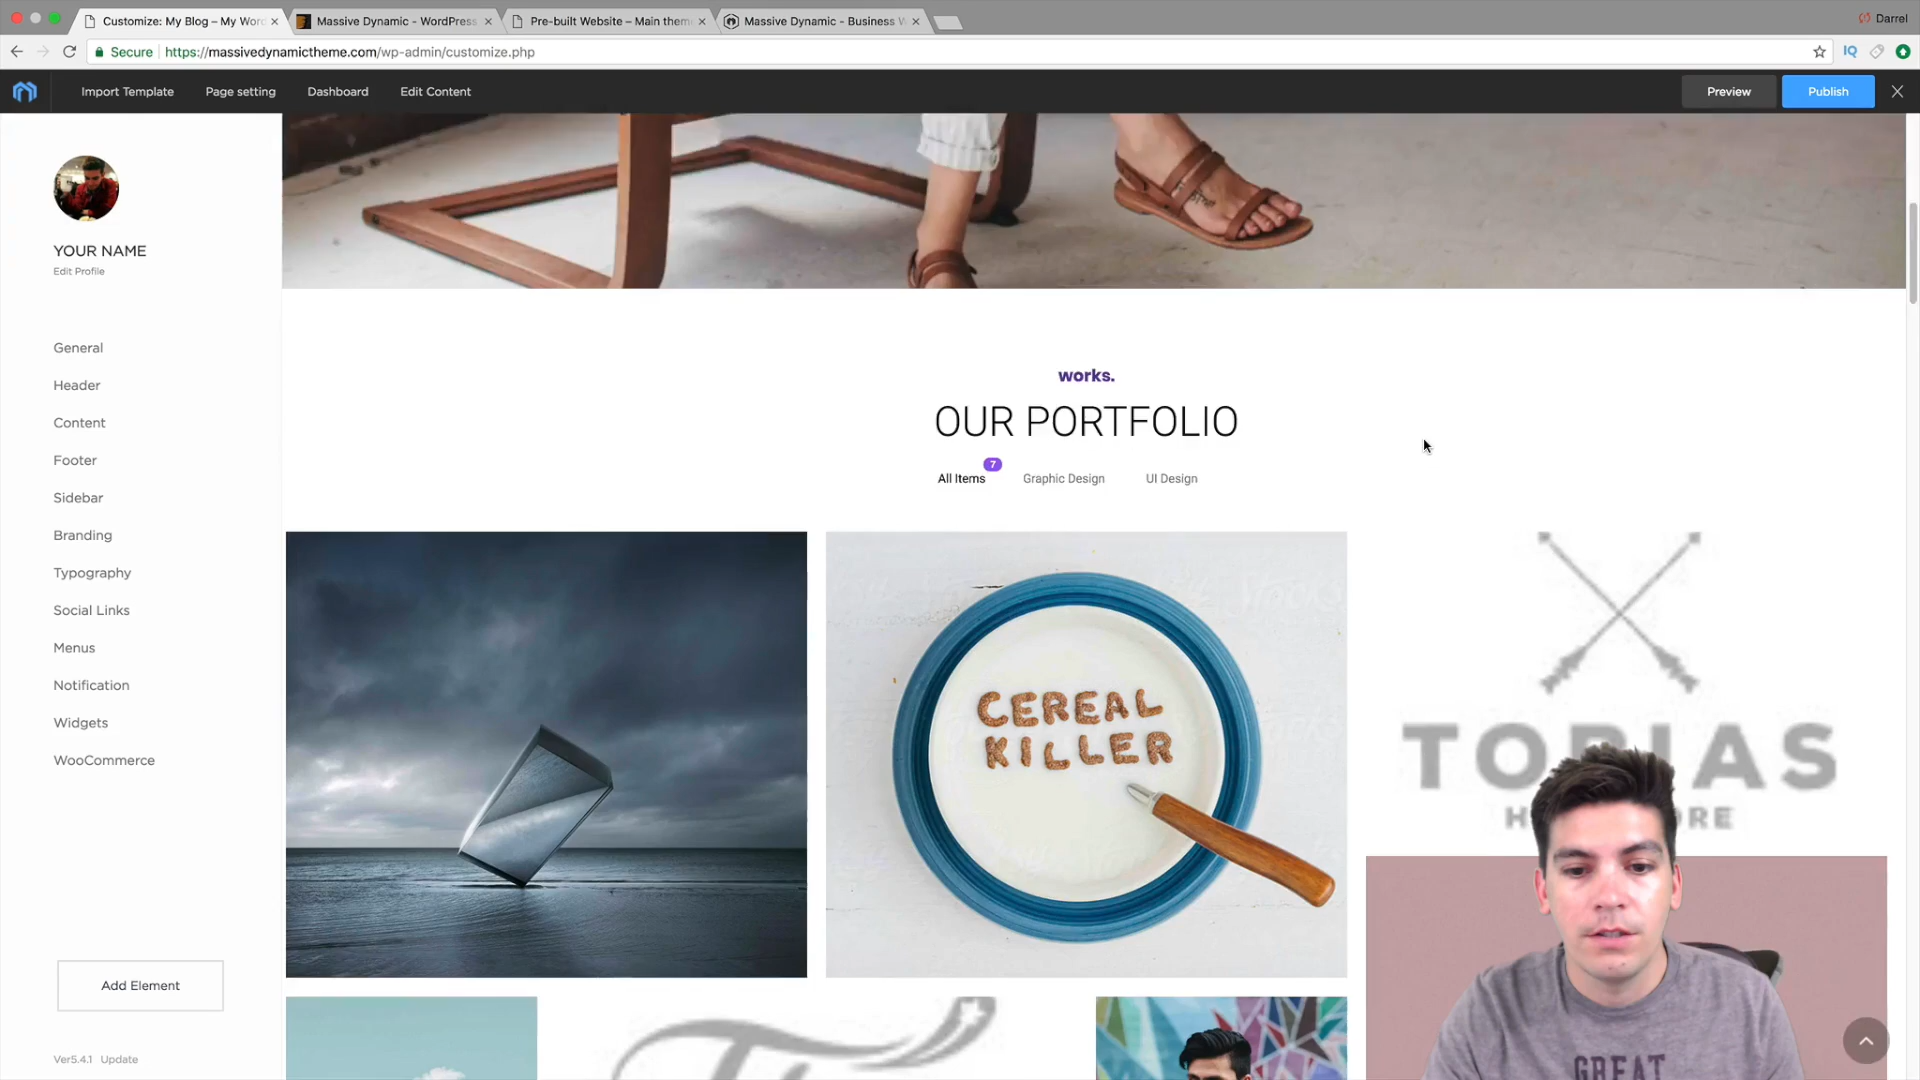 Customize: My Blog – My Wor
Massive Dynamic - WordPress
Pre-built Website – Main them
Massive Dynamic - Business W
Darrel
Secure
https://massivedynamictheme.com/wp-admin/customize.php
IQ
Import Template
Page setting
Dashboard
Edit Content
Preview
Publish
YOUR NAME
Edit Profile
General
Header
Content
Footer
Sidebar
Branding
Typography
Social Links
Menus
Notification
Widgets
WooCommerce
Add Element
Ver5.4.1 Update
works.
OUR PORTFOLIO
7
All Items
Graphic Design
UI Design
CEREAL
KILLER
TOBIAS
GREAT